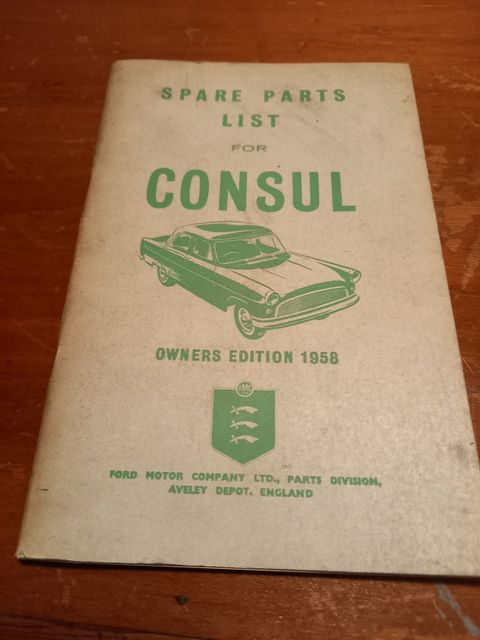 SPARE PARTS
LIST
FOR
CONSUL
OWNERS EDITION 1958
FORD MOTOR COMPANY LTD., PARTS DIVISION,
AVELEY DEPOT. ENGLAND